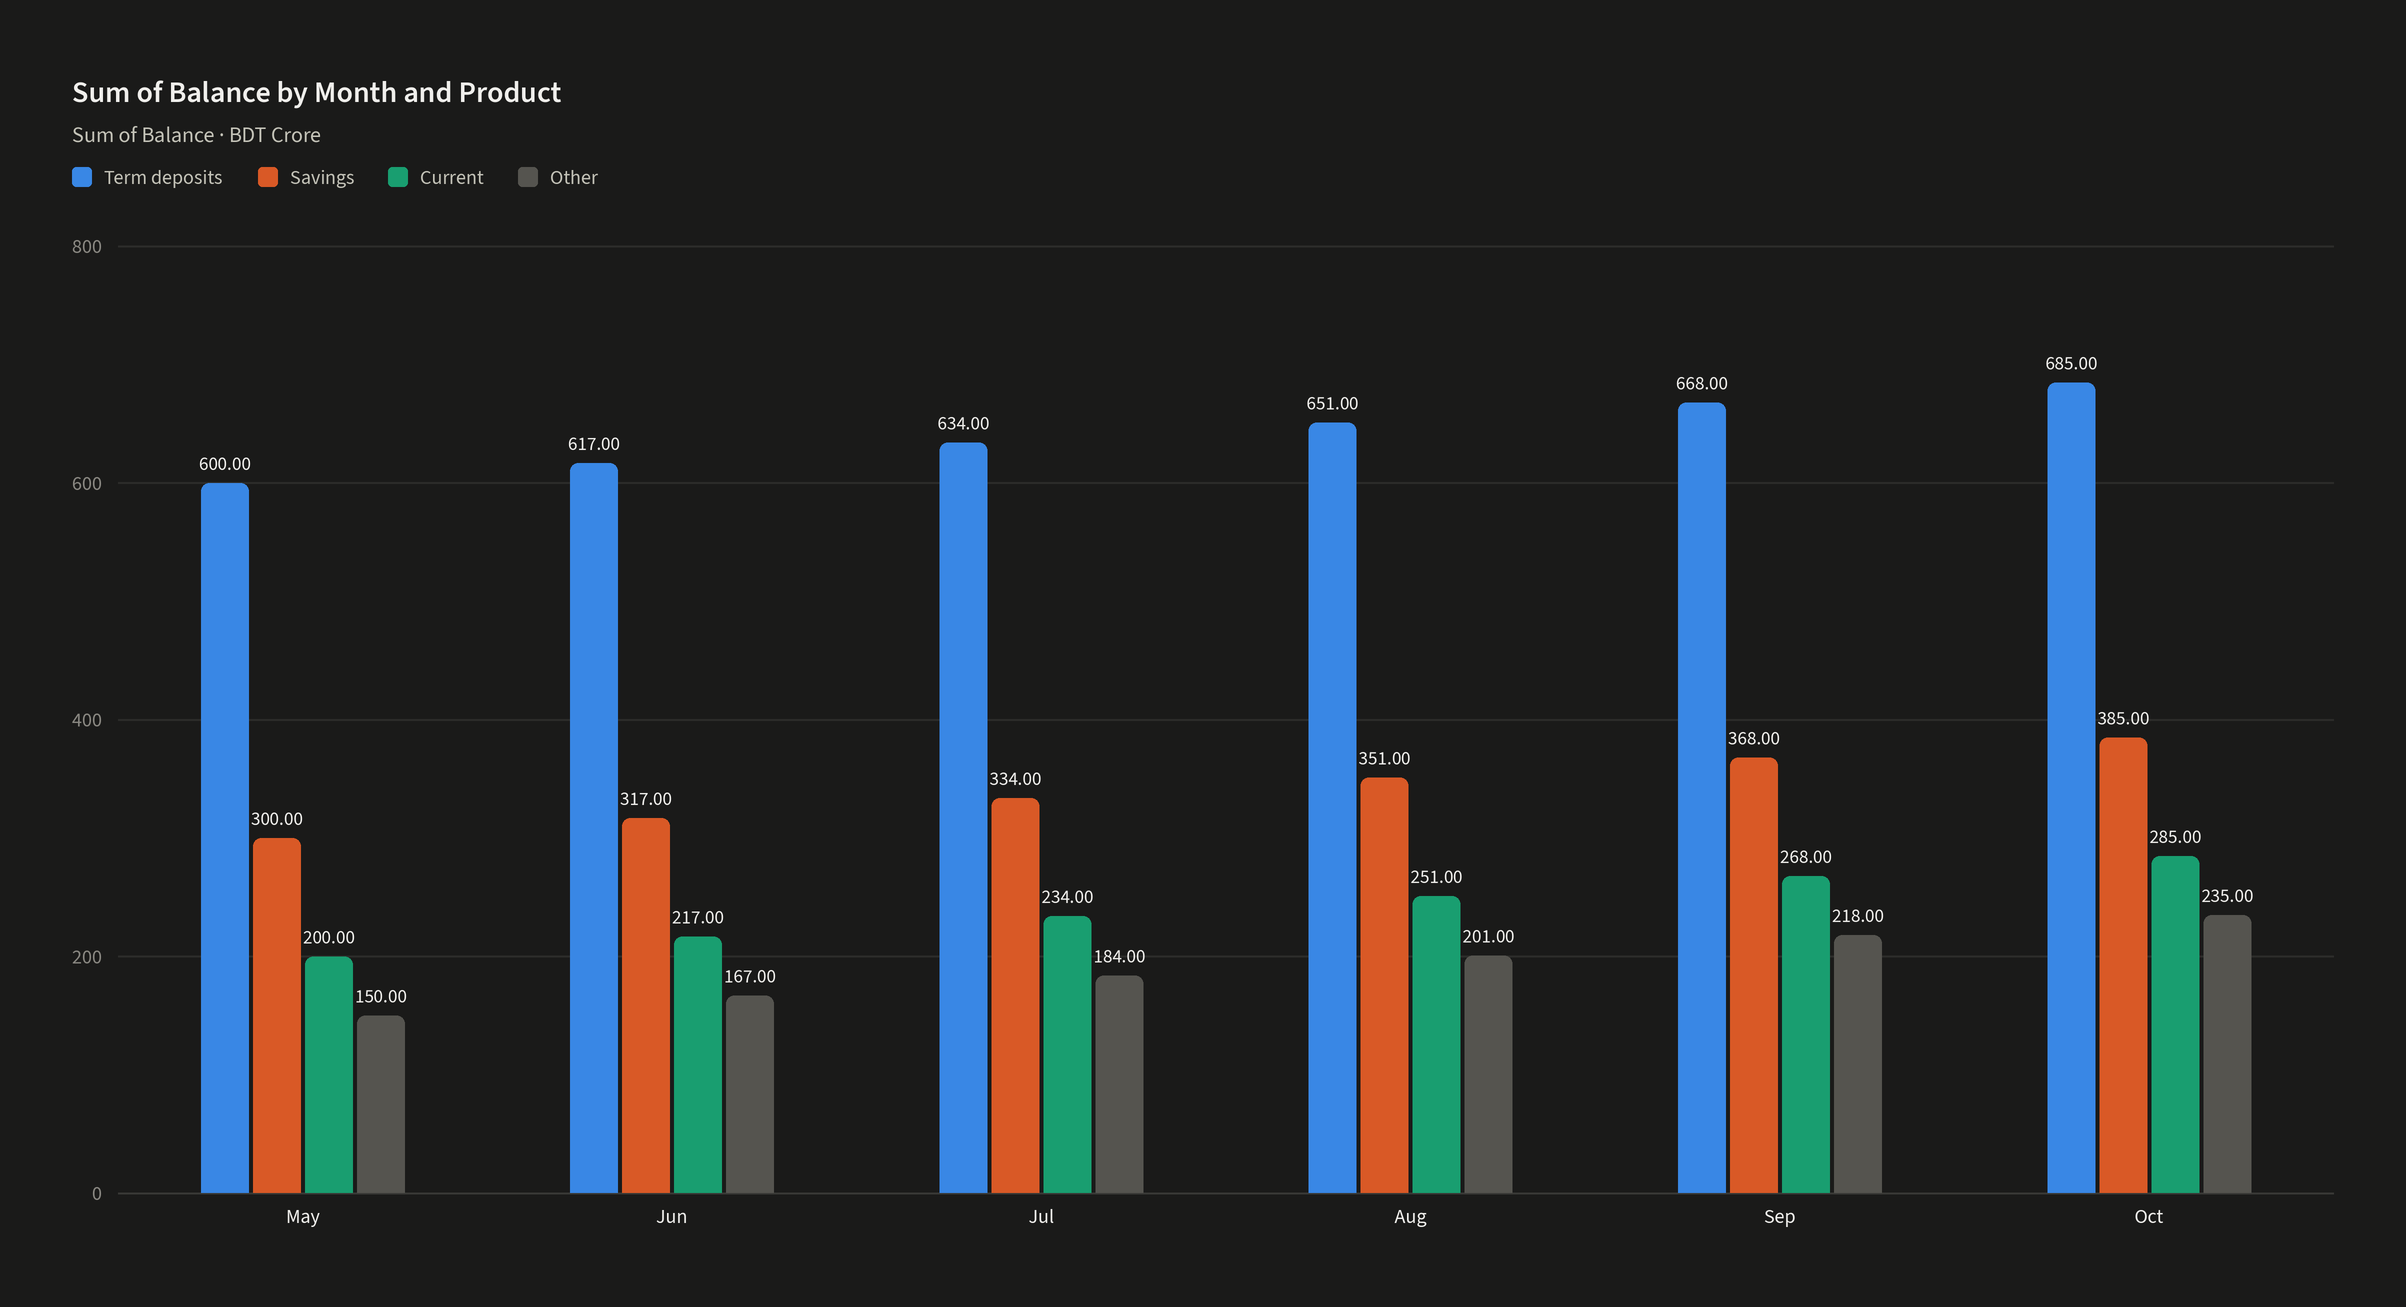 Sum of Balance by Month and Product
Sum of Balance · BDT Crore
Term deposits Savings Current Other
800
600
400
200
0
600.00 300.00 200.00 150.00
617.00 317.00 217.00 167.00
634.00 334.00 234.00 184.00
651.00 351.00 251.00 201.00
668.00 368.00 268.00 218.00
685.00 385.00 285.00 235.00
May Jun Jul Aug Sep Oct